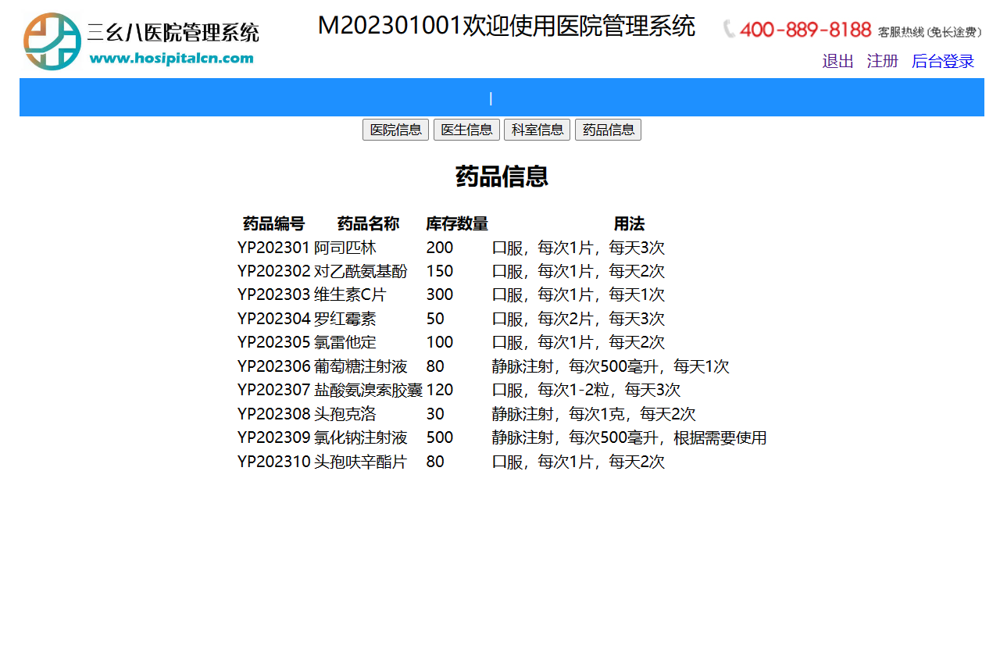 三幺八医院管理系统
www.hosipitalcn.com
M202301001欢迎使用医院管理系统
400-889-8188 客服热线(免长途费)
退出 注册 后台登录
|
医院信息 医生信息 科室信息 药品信息
药品信息
药品编号 药品名称 库存数量 用法
YP202301 阿司匹林 200 口服，每次1片，每天3次
YP202302 对乙酰氨基酚 150 口服，每次1片，每天2次
YP202303 维生素C片 300 口服，每次1片，每天1次
YP202304 罗红霉素 50 口服，每次2片，每天3次
YP202305 氯雷他定 100 口服，每次1片，每天2次
YP202306 葡萄糖注射液 80 静脉注射，每次500毫升，每天1次
YP202307 盐酸氨溴索胶囊 120 口服，每次1-2粒，每天3次
YP202308 头孢克洛 30 静脉注射，每次1克，每天2次
YP202309 氯化钠注射液 500 静脉注射，每次500毫升，根据需要使用
YP202310 头孢呋辛酯片 80 口服，每次1片，每天2次